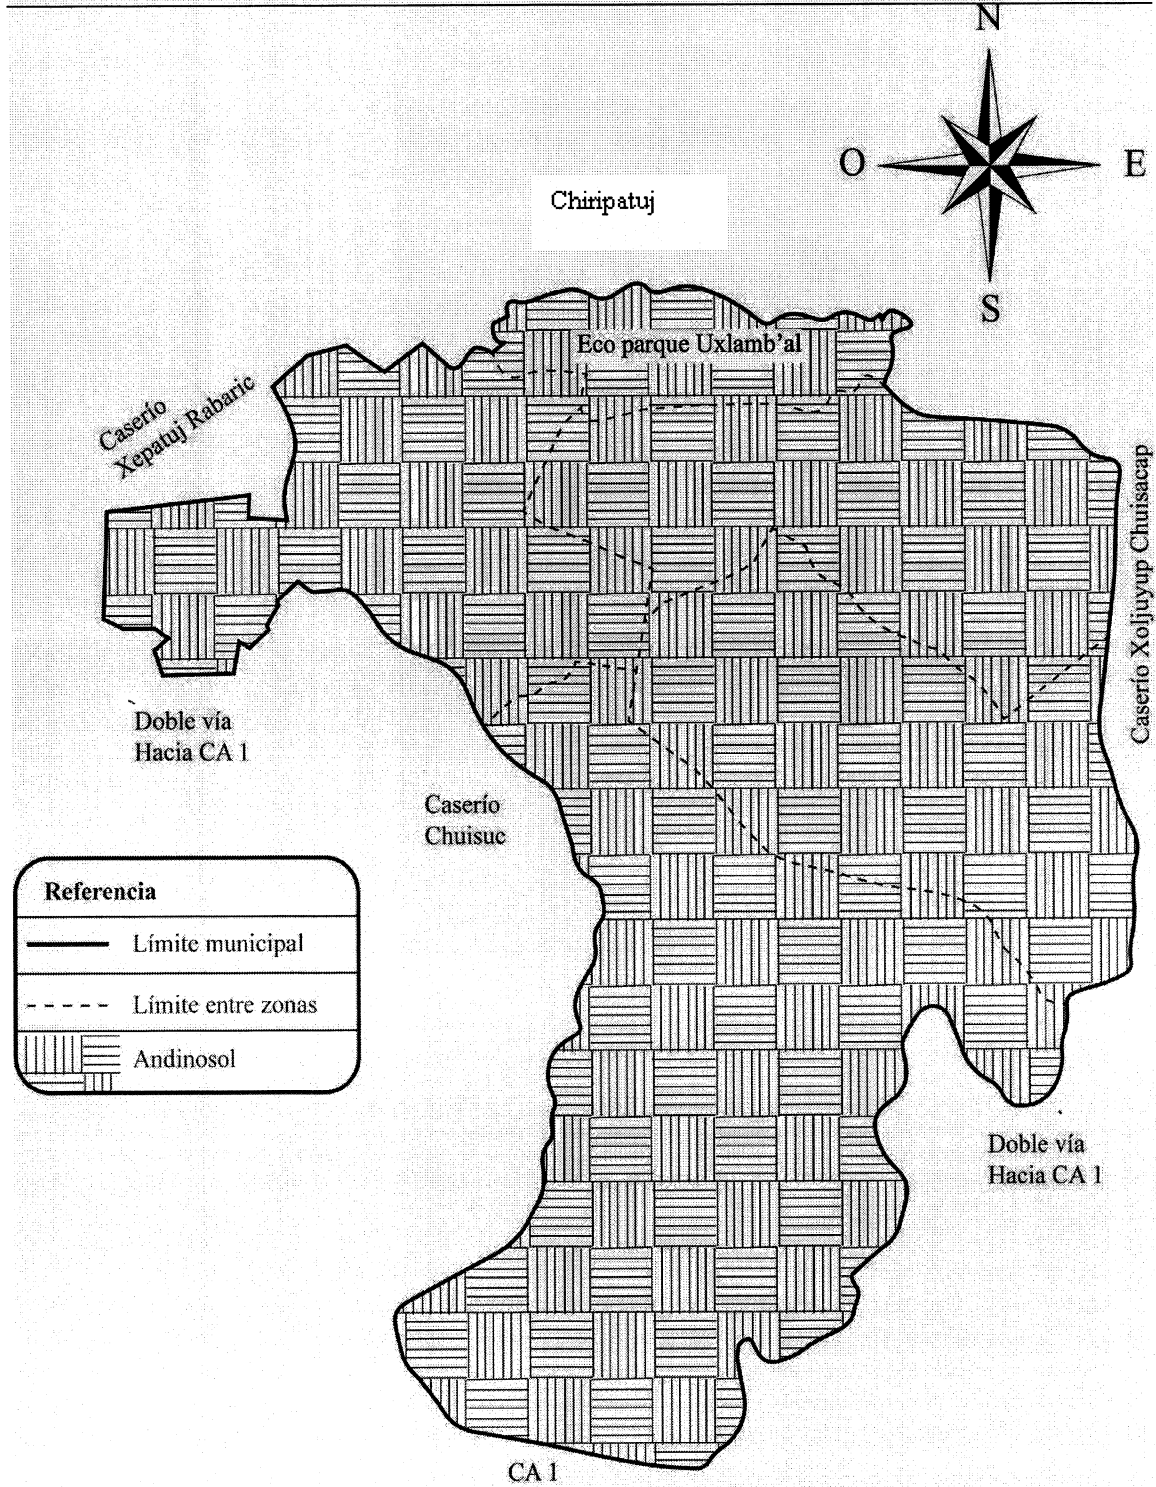 N
O
E
Chiripatuj
S
Eco parque Uxlamb'al
Caserío
Xepatuj Rabaric
Caserío Xoljuyup Chuisacap
Doble vía
Hacia CA 1
Caserío
Chuisuc
Referencia
Límite municipal
Límite entre zonas
Andinosol
Doble vía
Hacia CA 1
CA 1